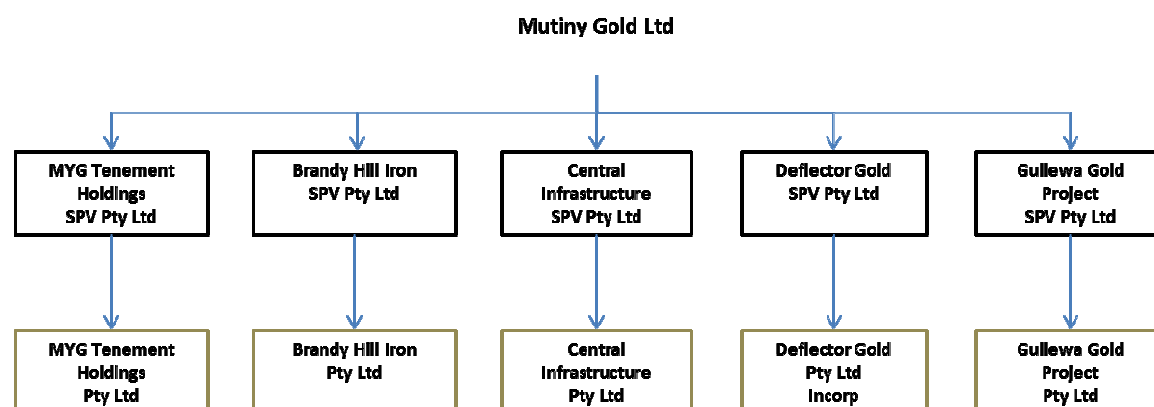 Mutiny Gold Ltd
MYG Tenement
Holdings
SPV Pty Ltd
Brandy Hill Iron
SPV Pty Ltd
Central
Infrastructure
SPV Pty Ltd
Deflector Gold
SPV Pty Ltd
Gullewa Gold
Project
SPV Pty Ltd
MYG Tenement
Holdings
Pty Ltd
Brandy Hill Iron
Pty Ltd
Central
Infrastructure
Pty Ltd
Deflector Gold
Pty Ltd
Incorp
Gullewa Gold
Project
Pty Ltd